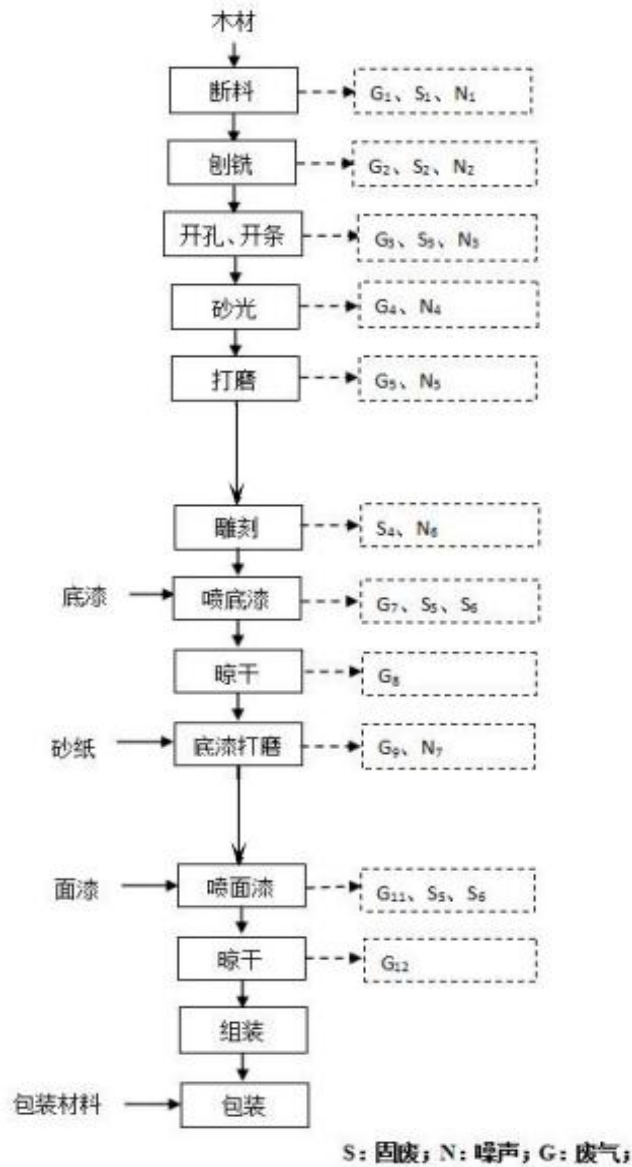 木材
断料
G₁、S₁、N₁
刨铣
G₂、S₂、N₂
开孔、开条
G₃、S₃、N₃
砂光
G₄、N₄
打磨
G₅、N₅
雕刻
S₄、N₆
底漆
喷底漆
G₇、S₅、S₆
晾干
G₈
砂纸
底漆打磨
G₉、N₇
面漆
喷面漆
G₁₁、S₅、S₆
晾干
G₁₂
组装
包装材料
包装
S：固废；N：噪声；G：废气；